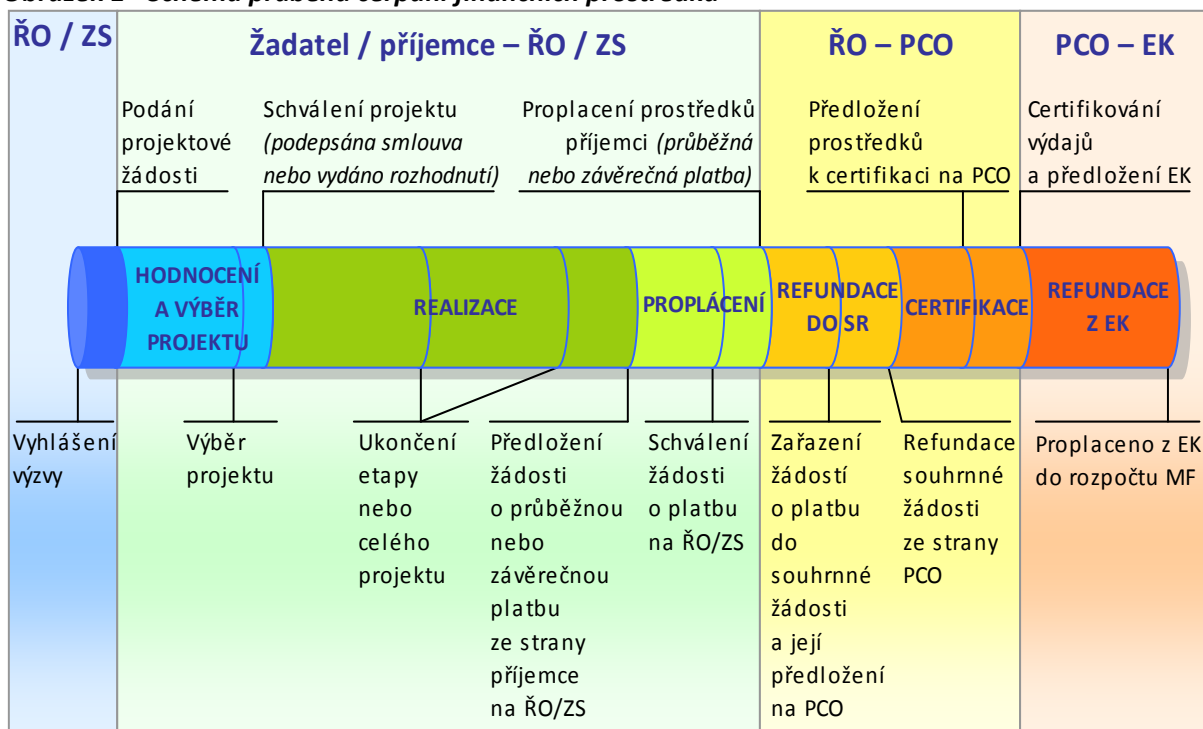 Obrázek - Schéma průběhu čerpání finančních prostředků
ŘO / ZS
Žadatel / příjemce – ŘO / ZS
ŘO – PCO
PCO – EK
Podání
projektové
žádosti
Schválení projektu
(podepsána smlouva
nebo vydáno rozhodnutí)
Proplacení prostředků
příjemci (průběžná
nebo závěrečná platba)
Předložení
prostředků
k certifikaci na PCO
Certifikování
výdajů
a předložení EK
HODNOCENÍ
A VÝBĚR
PROJEKTU
REALIZACE
PROPLÁCENÍ
REFUNDACE
DO SR
CERTIFIKACE
REFUNDACE
Z EK
Vyhlášení
výzvy
Výběr
projektu
Ukončení
etapy
nebo
celého
projektu
Předložení
žádosti
o průběžnou
nebo
závěrečnou
platbu
ze strany
příjemce
na ŘO/ZS
Schválení
žádosti
o platbu
na ŘO/ZS
Zařazení
žádostí
o platbu
do
souhrnné
žádosti
a její
předložení
na PCO
Refundace
souhrnné
žádosti
ze strany
PCO
Proplaceno z EK
do rozpočtu MF